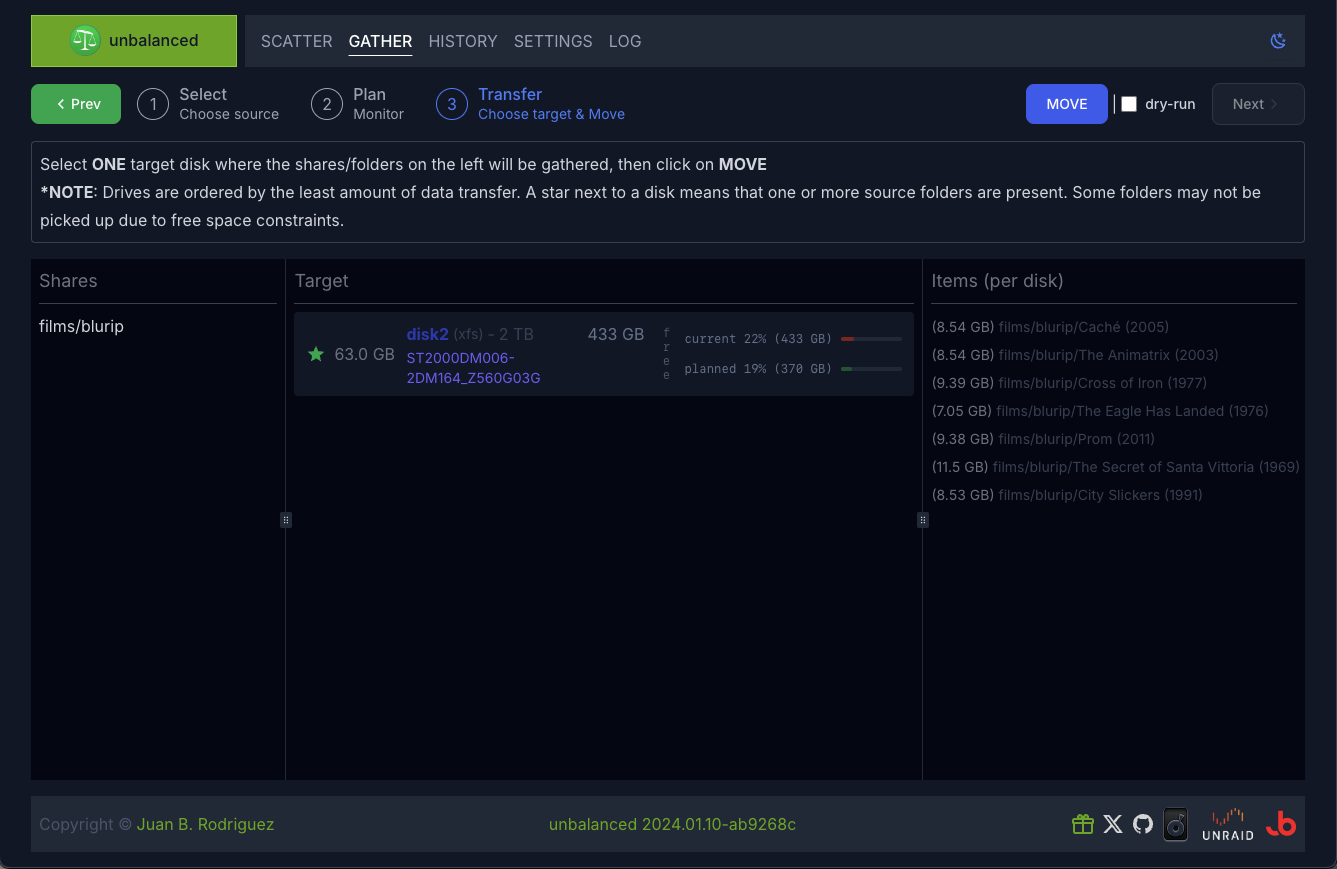 unbalanced
SCATTER GATHER HISTORY SETTINGS LOG
Prev
1 Select
Choose source
2 Plan
Monitor
3 Transfer
Choose target & Move
MOVE
dry-run
Next
Select ONE target disk where the shares/folders on the left will be gathered, then click on MOVE
*NOTE: Drives are ordered by the least amount of data transfer. A star next to a disk means that one or more source folders are present. Some folders may not be
picked up due to free space constraints.
Shares
films/blurip
Target
63.0 GB
disk2 (xfs) - 2 TB
ST2000DM006-
2DM164_Z560G03G
433 GB
free
current 22% (433 GB)
planned 19% (370 GB)
Items (per disk)
(8.54 GB) films/blurip/Caché (2005)
(8.54 GB) films/blurip/The Animatrix (2003)
(9.39 GB) films/blurip/Cross of Iron (1977)
(7.05 GB) films/blurip/The Eagle Has Landed (1976)
(9.38 GB) films/blurip/Prom (2011)
(11.5 GB) films/blurip/The Secret of Santa Vittoria (1969)
(8.53 GB) films/blurip/City Slickers (1991)
Copyright © Juan B. Rodriguez
unbalanced 2024.01.10-ab9268c
UNRAID
jb